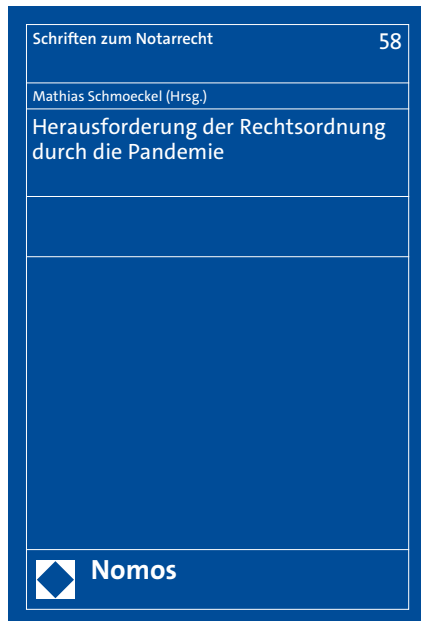 Schriften zum Notarrecht 58
Mathias Schmoeckel (Hrsg.)
Herausforderung der Rechtsordnung
durch die Pandemie
Nomos